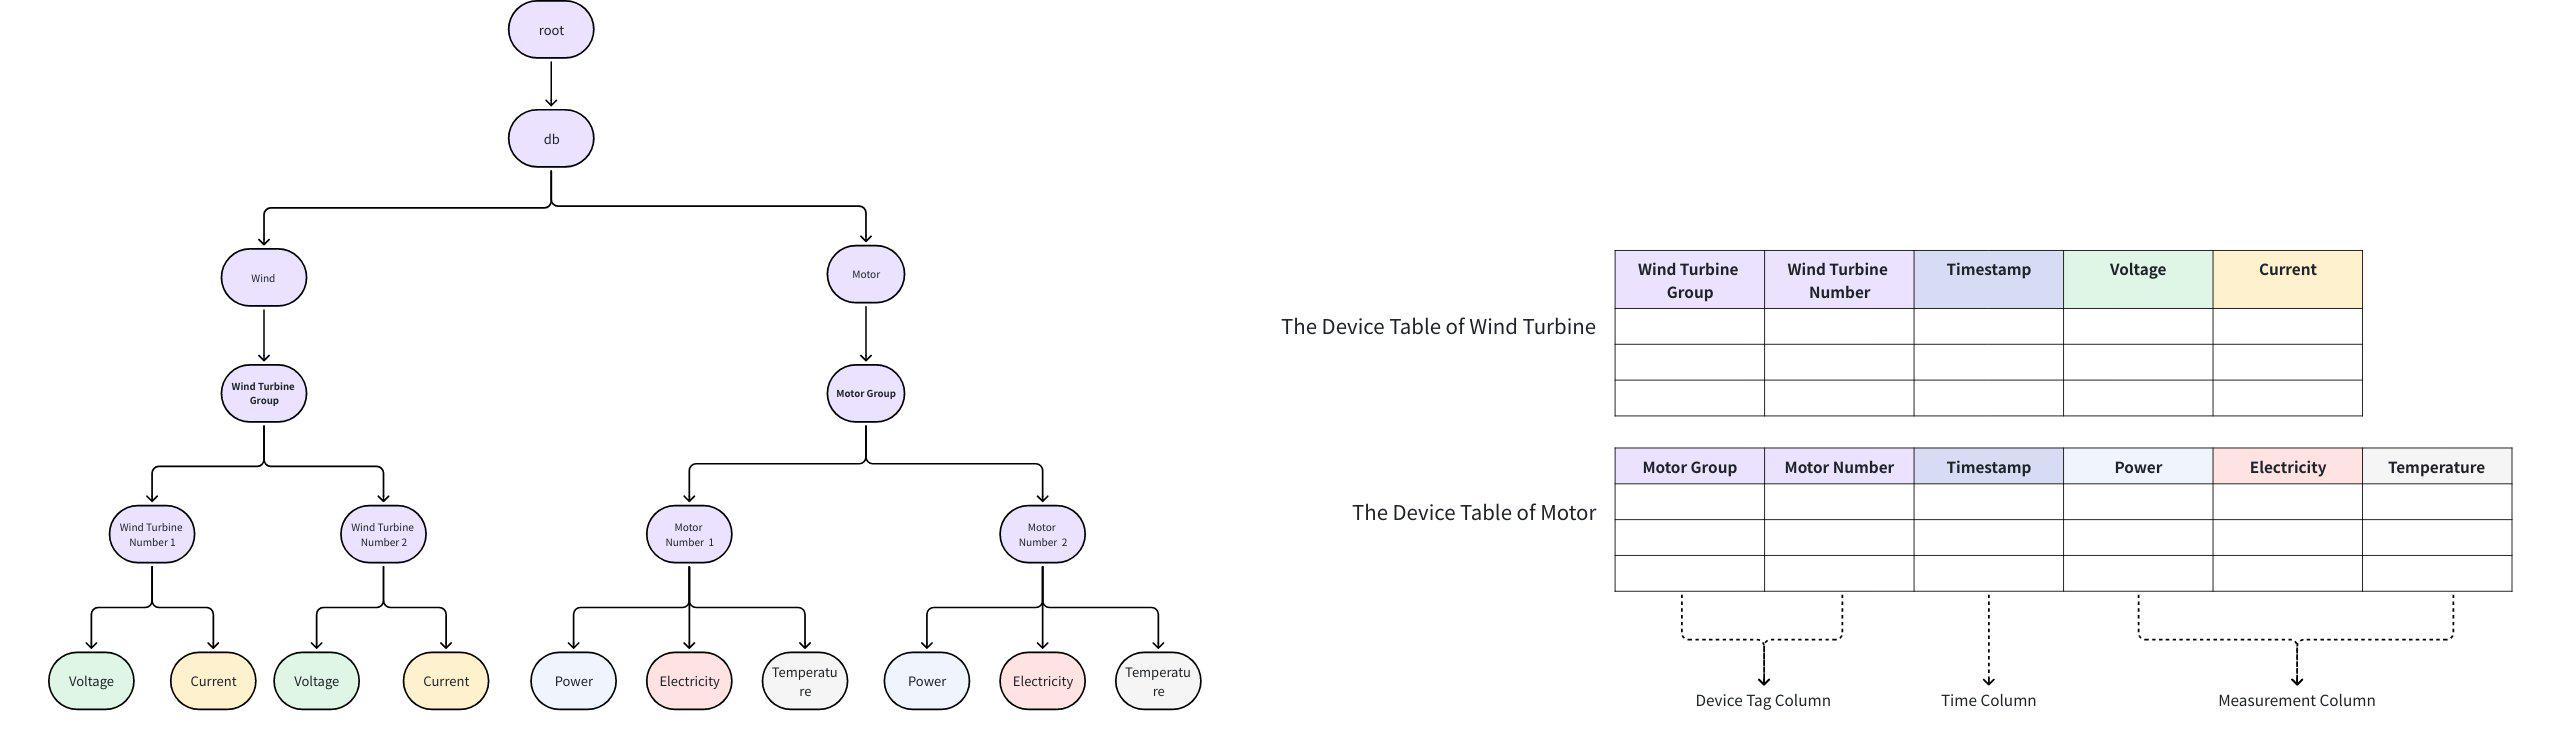 root
db
Wind
Motor
Wind Turbine
Group
Motor Group
Wind Turbine
Number 1
Wind Turbine
Number 2
Motor
Number 1
Motor
Number 2
Voltage
Current
Voltage
Current
Power
Electricity
Temperatu
re
Power
Electricity
Temperatu
re
The Device Table of Wind Turbine
Wind Turbine
Group
Wind Turbine
Number
Timestamp
Voltage
Current
The Device Table of Motor
Motor Group
Motor Number
Timestamp
Power
Electricity
Temperature
Device Tag Column
Time Column
Measurement Column